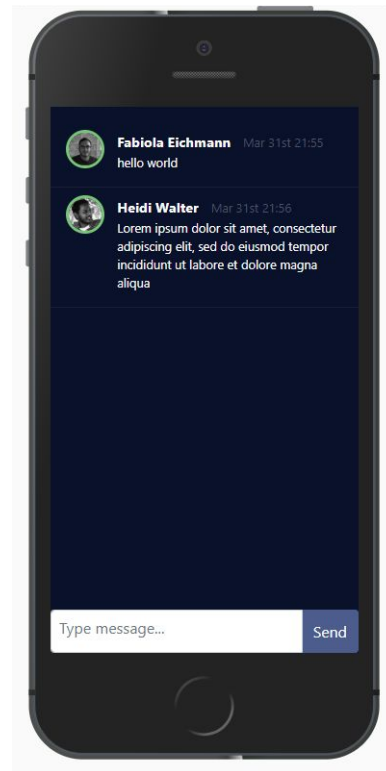 Fabiola Eichmann Mar 31st 21:55
hello world
Heidi Walter Mar 31st 21:56
Lorem ipsum dolor sit amet, consectetur
adipiscing elit, sed do eiusmod tempor
incididunt ut labore et dolore magna
aliqua
Type message... Send